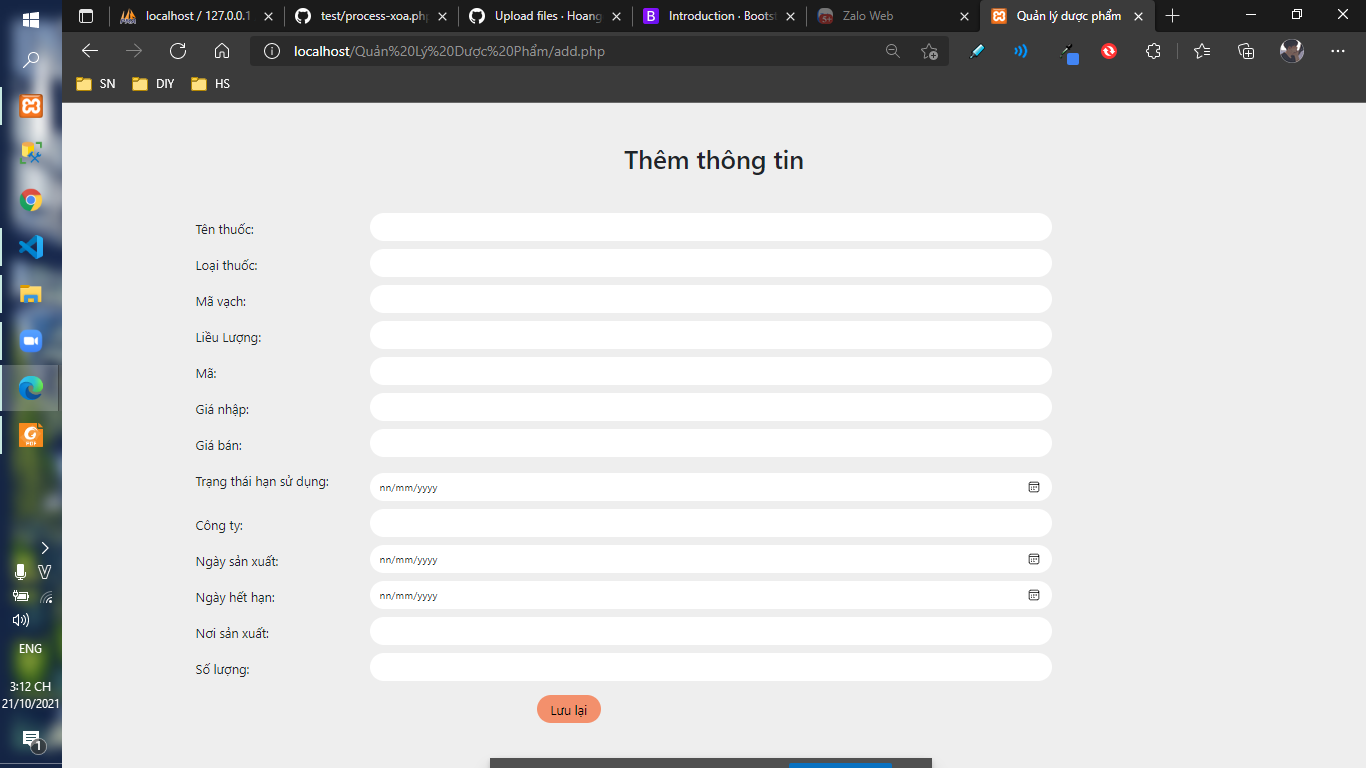 localhost / 127.0.0.1
test/process-xoa.php
Upload files · Hoang
Introduction · Boots
Zalo Web
Quản lý dược phẩm
localhost/Quản%20Lý%20Dược%20Phẩm/add.php
SN
DIY
HS
Thêm thông tin
Tên thuốc:
Loại thuốc:
Mã vạch:
Liều Lượng:
Mã:
Giá nhập:
Giá bán:
Trạng thái hạn sử dụng:
nn/mm/yyyy
Công ty:
Ngày sản xuất:
nn/mm/yyyy
Ngày hết hạn:
nn/mm/yyyy
Nơi sản xuất:
Số lượng:
Lưu lại
ENG
3:12 CH
21/10/2021
1